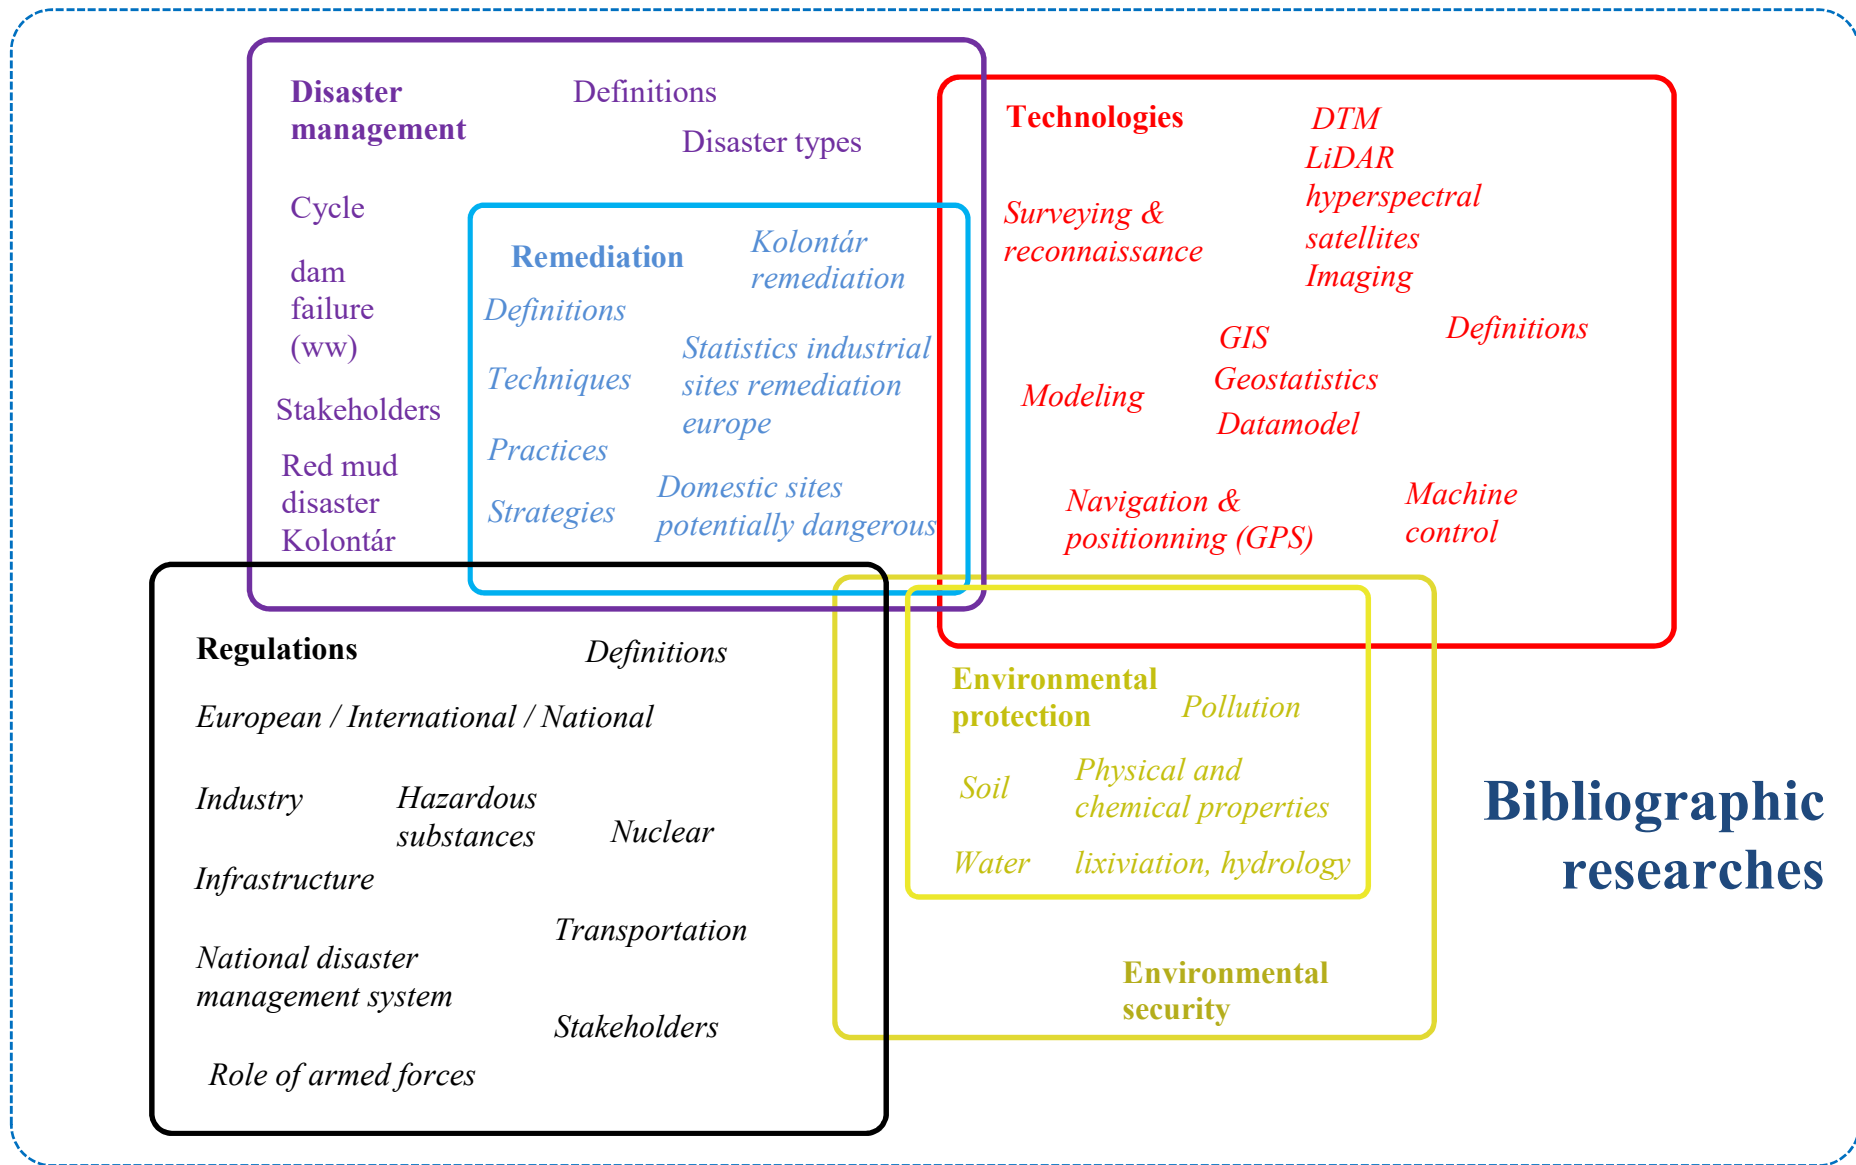 Disaster
management
Definitions
Disaster types
Cycle
dam
failure
(ww)
Stakeholders
Red mud
disaster
Kolontár
Remediation
Kolontár
remediation
Definitions
Techniques
Statistics industrial
sites remediation
europe
Practices
Strategies
Domestic sites
potentially dangerous
Technologies
DTM
LiDAR
hyperspectral
satellites
Imaging
Surveying &
reconnaissance
Definitions
GIS
Geostatistics
Datamodel
Modeling
Navigation &
positionning (GPS)
Machine
control
Regulations
Definitions
European / International / National
Industry
Hazardous
substances
Nuclear
Infrastructure
Transportation
National disaster
management system
Stakeholders
Role of armed forces
Environmental
protection
Pollution
Soil
Physical and
chemical properties
Water
lixiviation, hydrology
Environmental
security
Bibliographic
researches